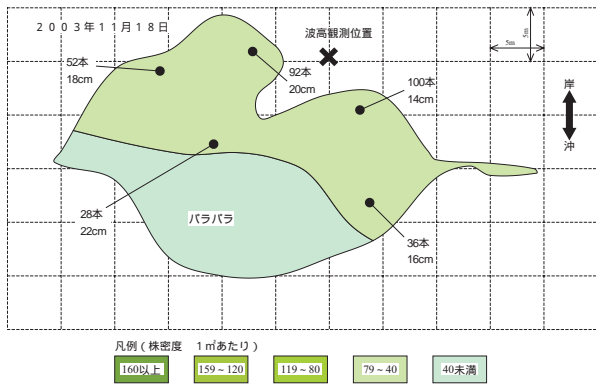 2003年11月18日
波高観測位置
5m
5m
52本
18cm
92本
20cm
100本
14cm
岸
沖
28本
22cm
バラバラ
36本
16cm
凡例(株密度 1㎡あたり)
160以上
159~120
119~80
79~40
40未満